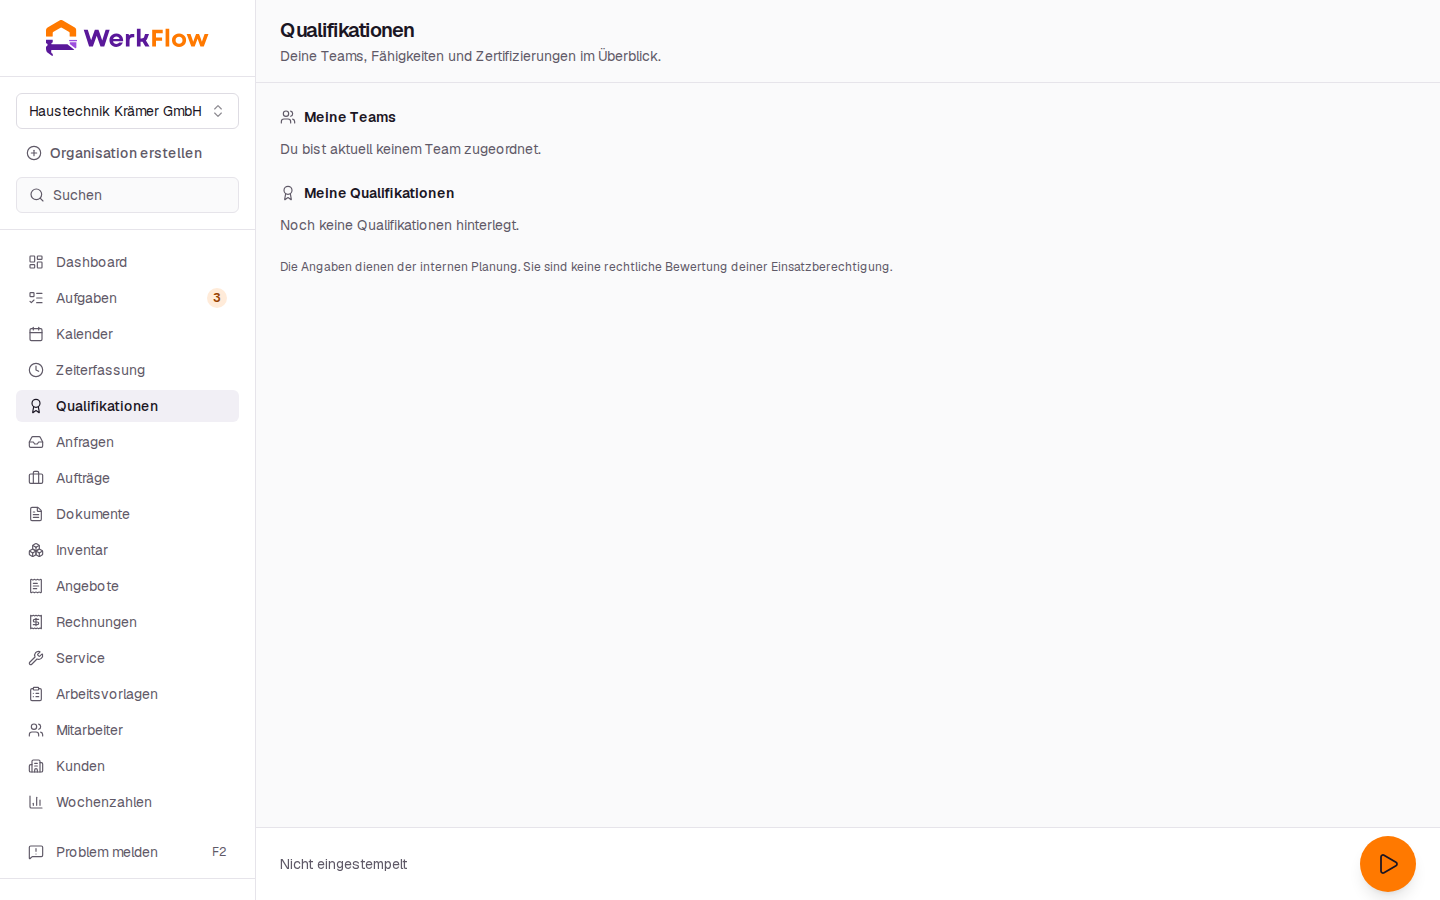 WerkFlow
Haustechnik Krämer GmbH
Organisation erstellen
Suchen
Dashboard
Aufgaben 3
Kalender
Zeiterfassung
Qualifikationen
Anfragen
Aufträge
Dokumente
Inventar
Angebote
Rechnungen
Service
Arbeitsvorlagen
Mitarbeiter
Kunden
Wochenzahlen
Problem melden F2
Qualifikationen
Deine Teams, Fähigkeiten und Zertifizierungen im Überblick.
Meine Teams
Du bist aktuell keinem Team zugeordnet.
Meine Qualifikationen
Noch keine Qualifikationen hinterlegt.
Die Angaben dienen der internen Planung. Sie sind keine rechtliche Bewertung deiner Einsatzberechtigung.
Nicht eingestempelt